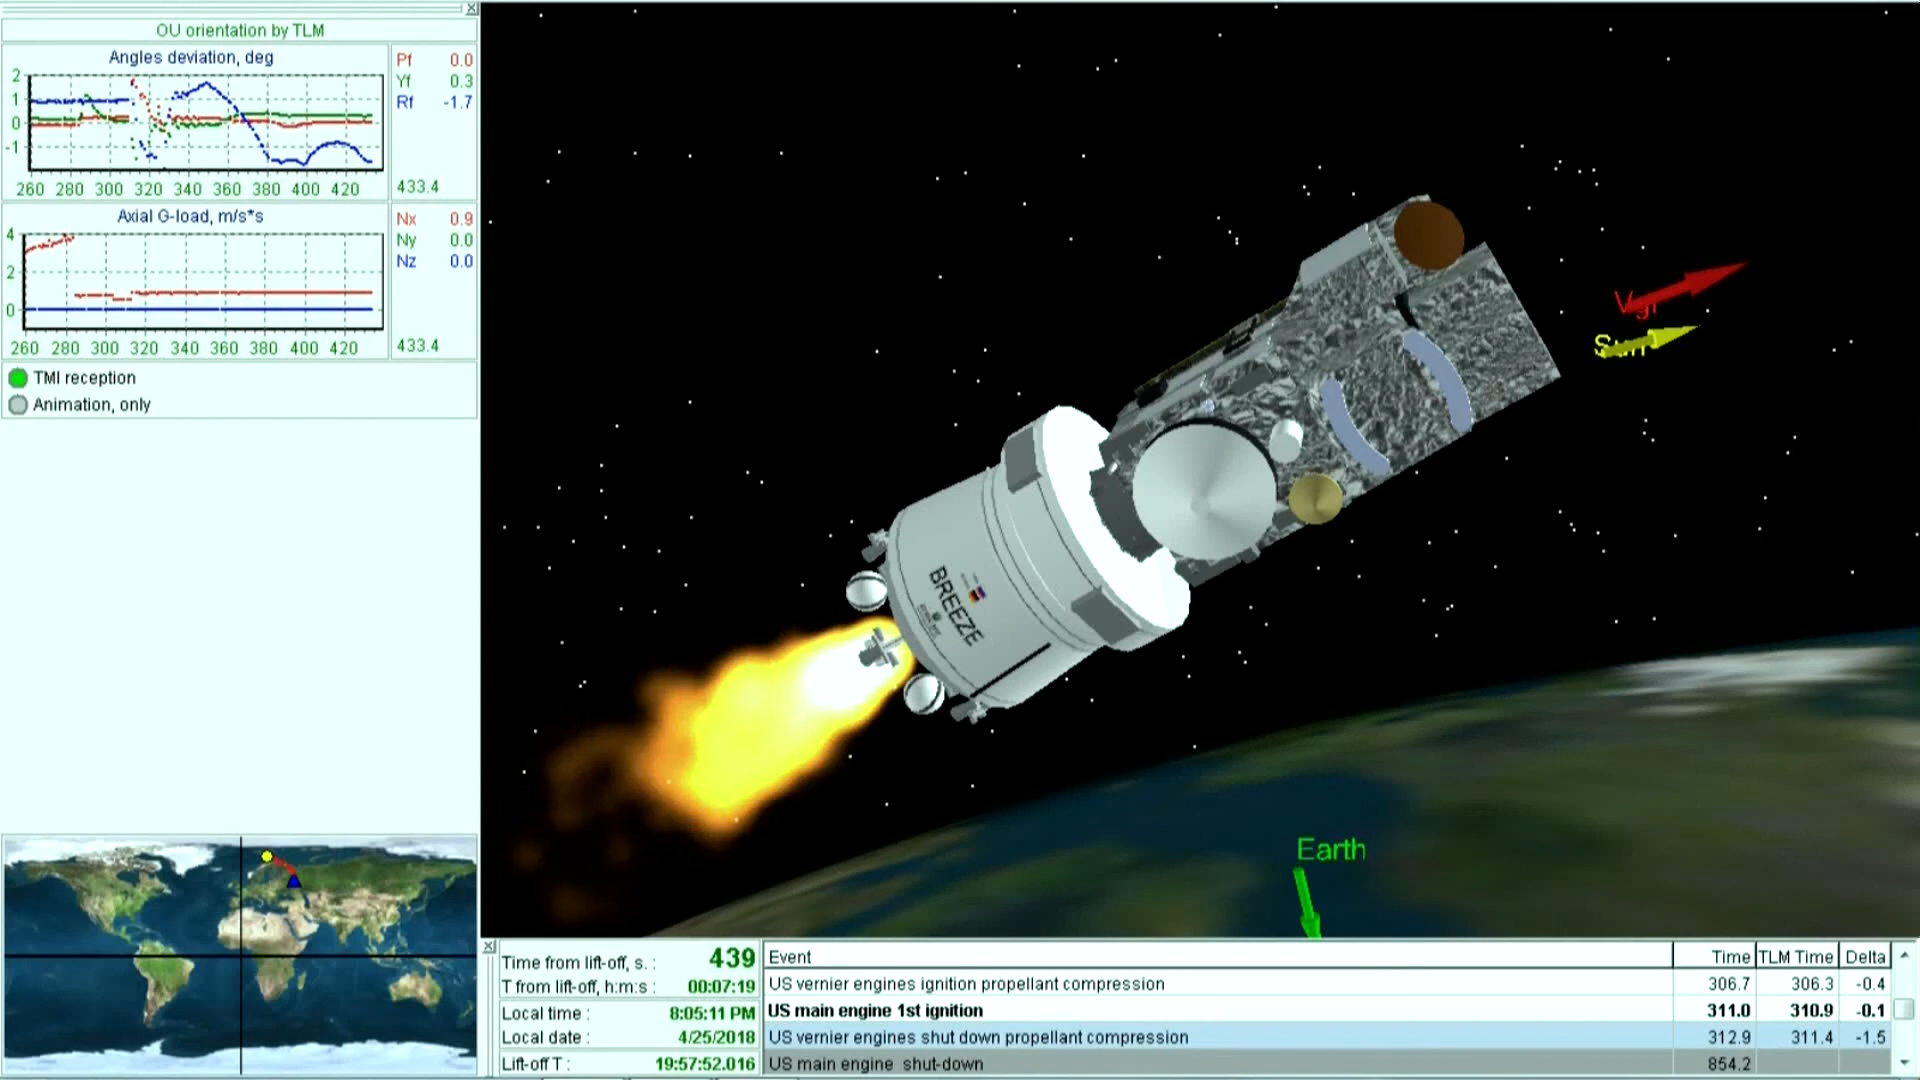 OU orientation by TLM
Angles deviation, deg
2
1
0
-1
260 280 300 320 340 360 380 400 420
Pf 0.0
Yf 0.3
Rf -1.7
433.4
Axial G-load, m/s*s
4
2
0
260 280 300 320 340 360 380 400 420
Nx 0.9
Ny 0.0
Nz 0.0
433.4
TMI reception
Animation, only
BREEZE
Vgr
Sun
Earth
Time from lift-off, s. : 439
T from lift-off, h:m:s : 00:07:19
Local time : 8:05:11 PM
Local date : 4/25/2018
Lift-off T : 19:57:52.016
Event Time TLM Time Delta
US vernier engines ignition propellant compression 306.7 306.3 -0.4
US main engine 1st ignition 311.0 310.9 -0.1
US vernier engines shut down propellant compression 312.9 311.4 -1.5
US main engine shut-down 854.2